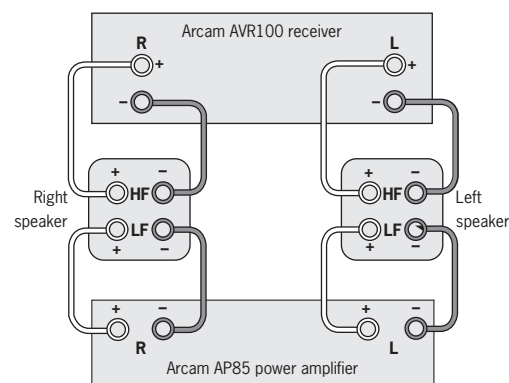 Arcam AVR100 receiver
R L
+ +
– –
+ – + –
Right speaker HF HF Left speaker
LF LF
+ – + –
+ – + –
R L
Arcam AP85 power amplifier